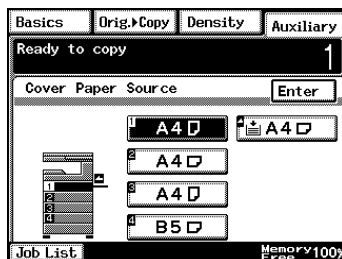 Basics Orig.▸Copy Density Auxiliary
Ready to copy 1
Cover Paper Source Enter
1 A4 A4
2 A4
3 A4
4 B5
1
2
3
4
Job List Memory Free 100%